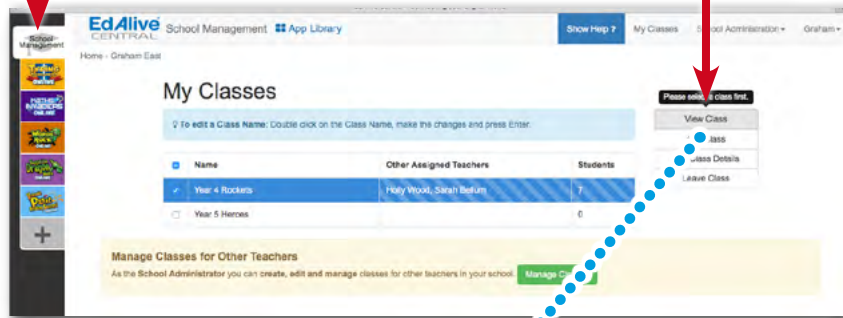 EdAlive
CENTRAL
School Management App Library
Show Help ?
My Classes
Graham
School Management
Home - Graham East
My Classes
Please select a class first.
To edit a Class Name: Double click on the Class Name, make the changes and press Enter.
View Class
Class
Class Details
Leave Class
Name Other Assigned Teachers Students
Year 4 Rockets Holly Wood, Sarah Bellum 7
Year 5 Heroes 0
Manage Classes for Other Teachers
As the School Administrator you can create, edit and manage classes for other teachers in your school.
Manage